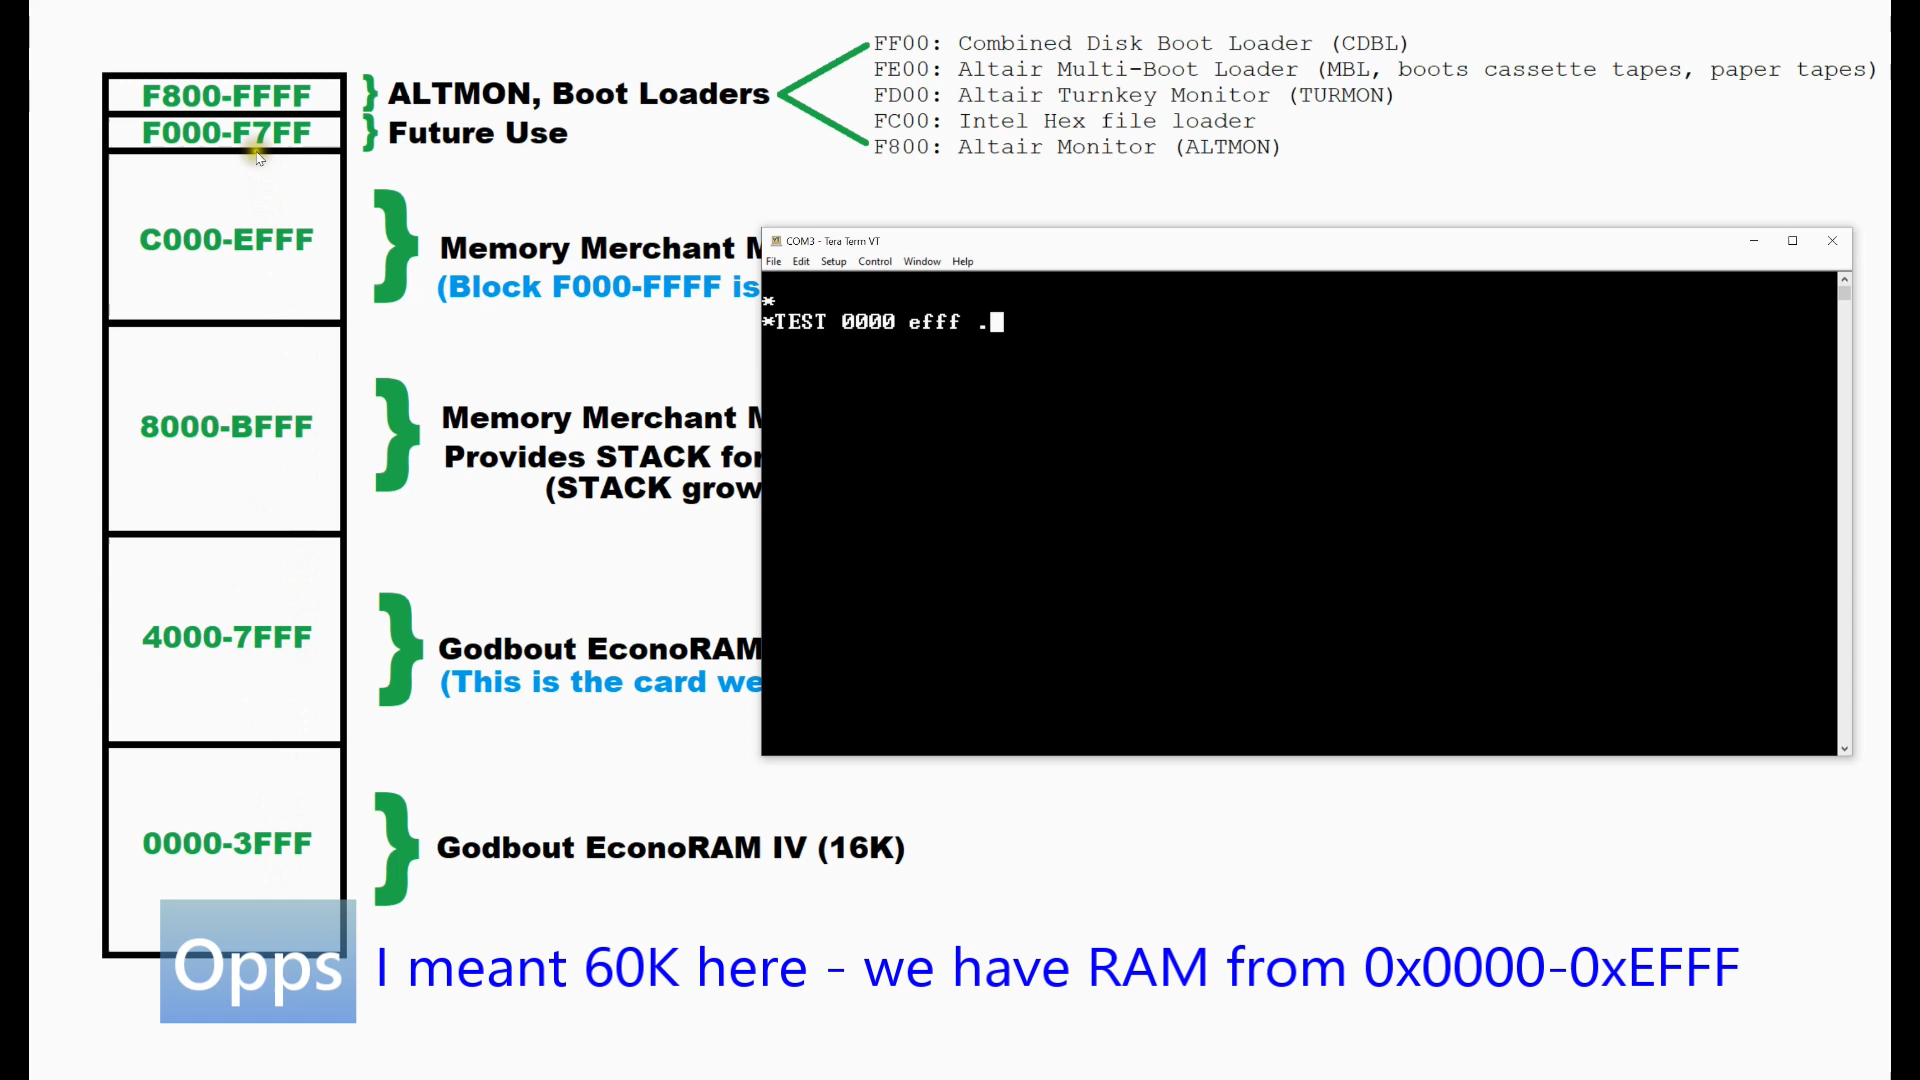 FF00: Combined Disk Boot Loader (CDBL)
FE00: Altair Multi-Boot Loader (MBL, boots cassette tapes, paper tapes)
FD00: Altair Turnkey Monitor (TURMON)
FC00: Intel Hex file loader
F800: Altair Monitor (ALTMON)
F800-FFFF
ALTMON, Boot Loaders
F000-F7FF
Future Use
C000-EFFF
Memory Merchant
(Block F000-FFFF is
8000-BFFF
Memory Merchant
Provides STACK for
(STACK grow
4000-7FFF
Godbout EconoRAM
(This is the card we
0000-3FFF
Godbout EconoRAM IV (16K)
COM3 - Tera Term VT
File Edit Setup Control Window Help
*
*TEST 0000 efff .
Opps
I meant 60K here - we have RAM from 0x0000-0xEFFF